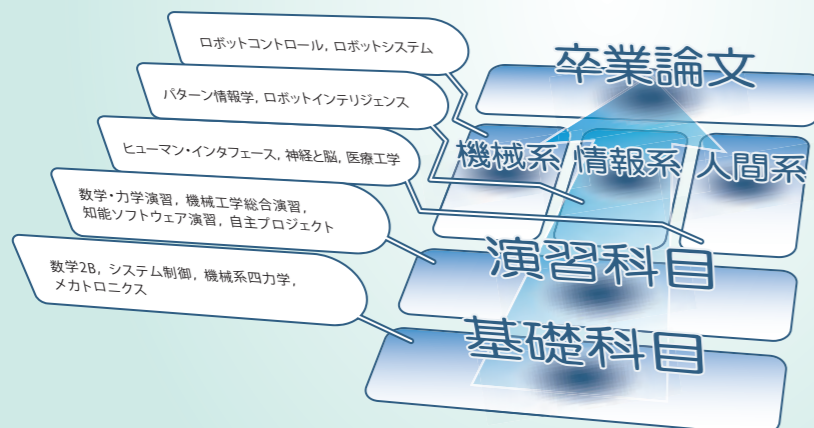 ロボットコントロール, ロボットシステム
卒業論文
パターン情報学, ロボットインテリジェンス
ヒューマン・インタフェース, 神経と脳, 医療工学
機械系 情報系 人間系
数学・力学演習, 機械工学総合演習,
知能ソフトウェア演習, 自主プロジェクト
演習科目
数学2B, システム制御, 機械系四力学,
メカトロニクス
基礎科目